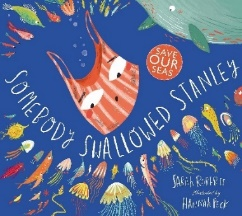 SAVE
OUR
SEAS
SOMEBODY SWALLOWED STANLEY
SARAH ROBERTS
Illustrated by
HANNAH PECK